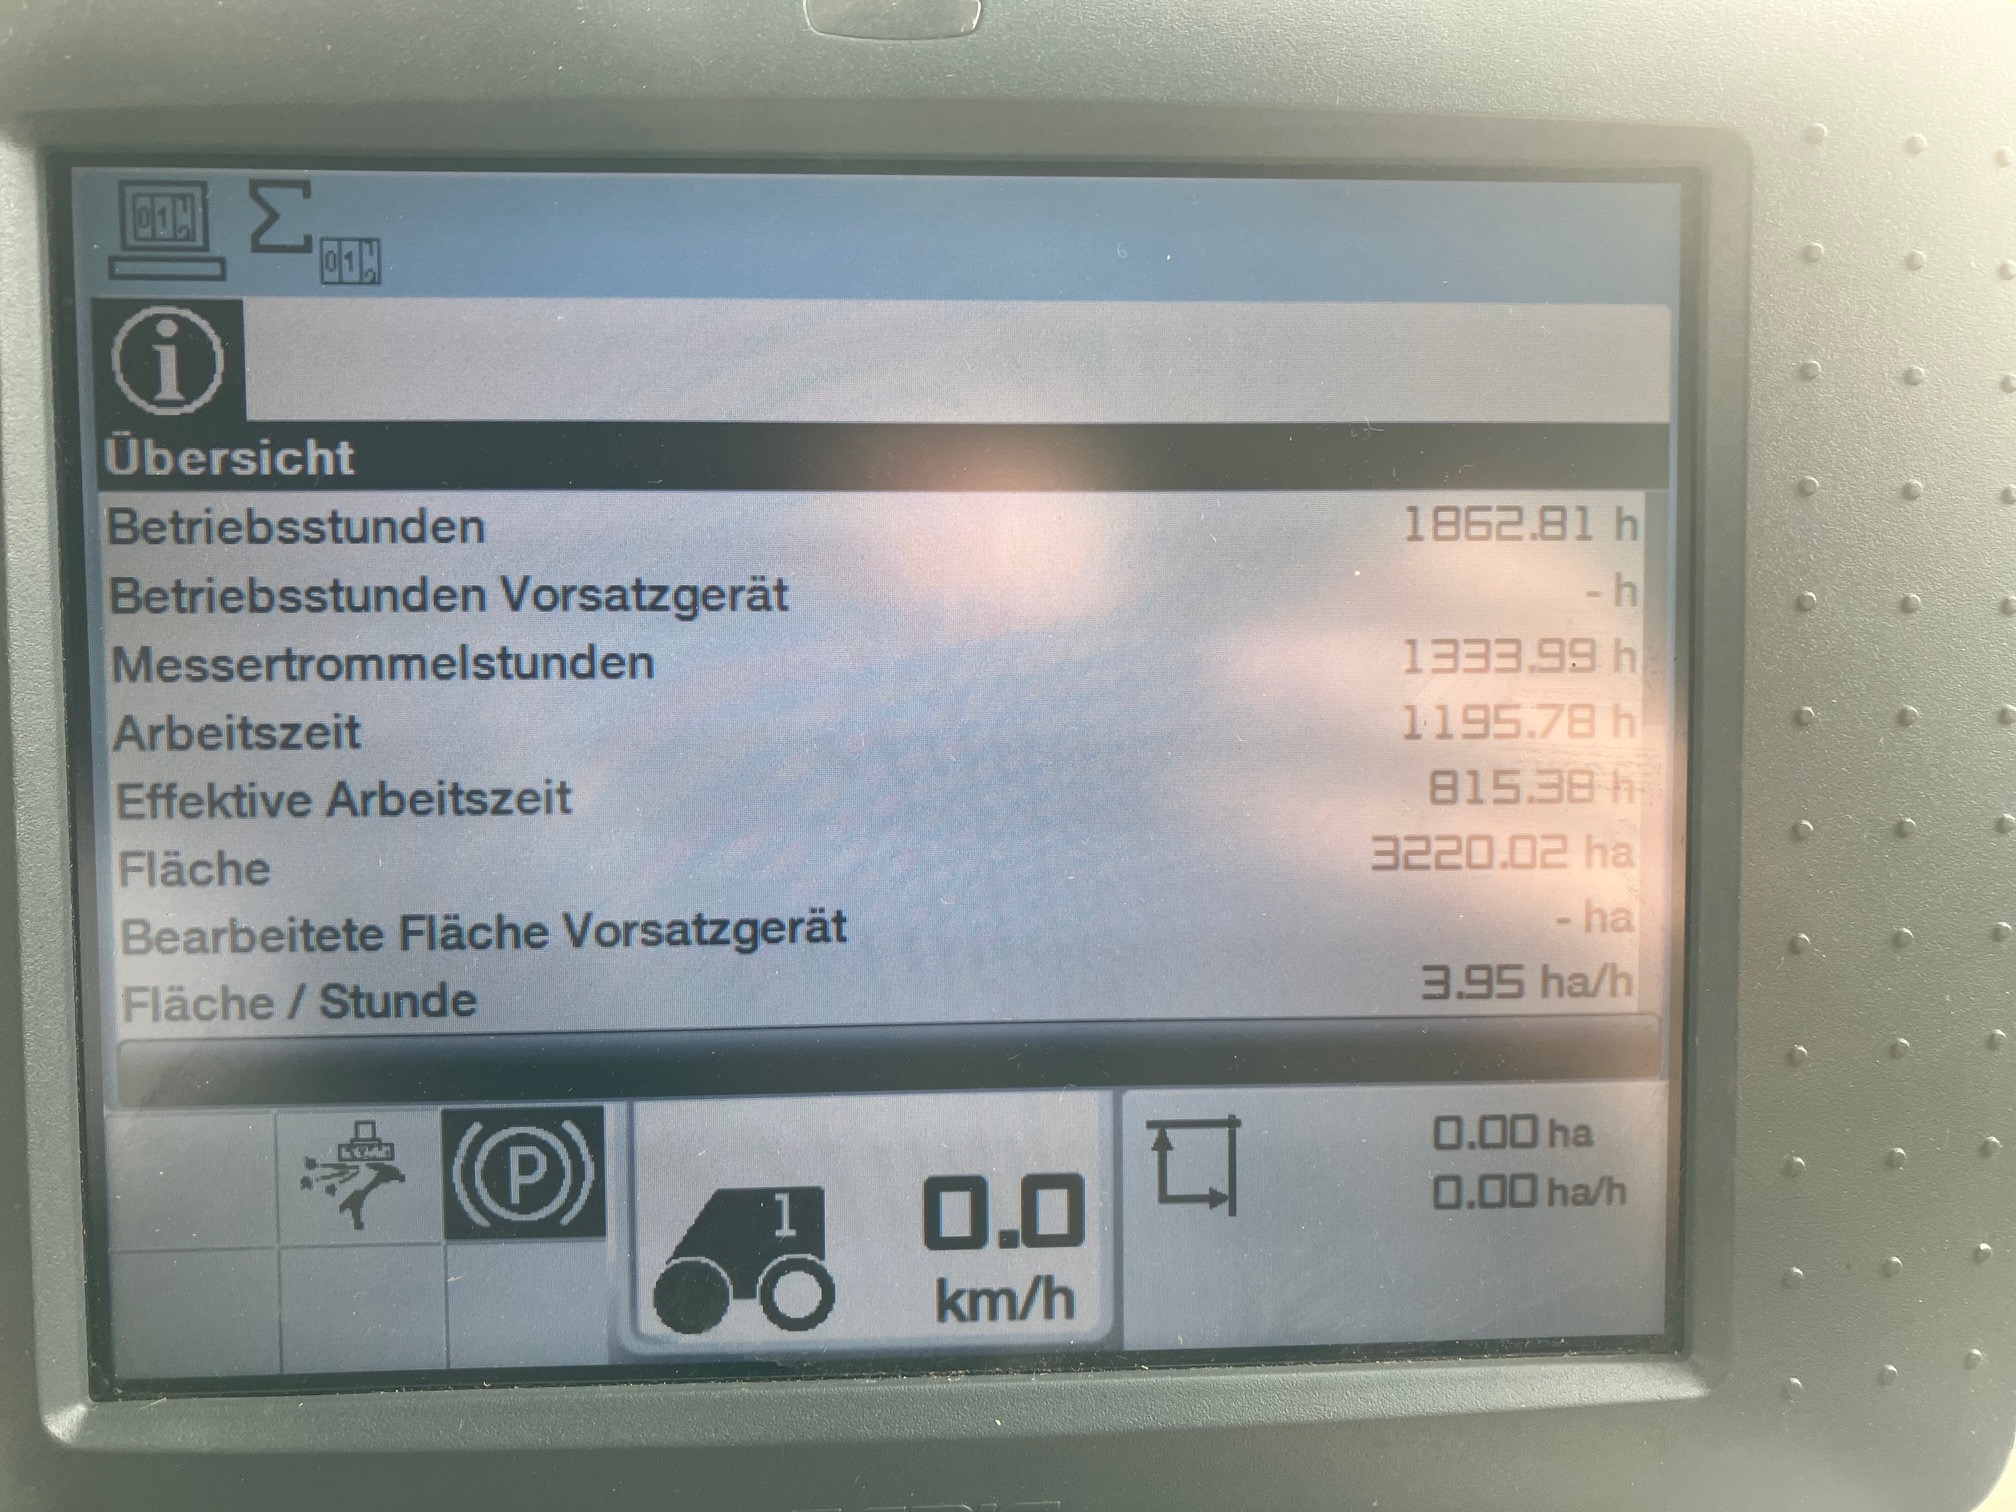 Übersicht
Betriebsstunden 1862.81 h
Betriebsstunden Vorsatzgerät - h
Messertrommelstunden 1333.99 h
Arbeitszeit 1195.78 h
Effektive Arbeitszeit 815.38 h
Fläche 3220.02 ha
Bearbeitete Fläche Vorsatzgerät - ha
Fläche / Stunde 3.95 ha/h
P
1
0.0
km/h
0.00 ha
0.00 ha/h